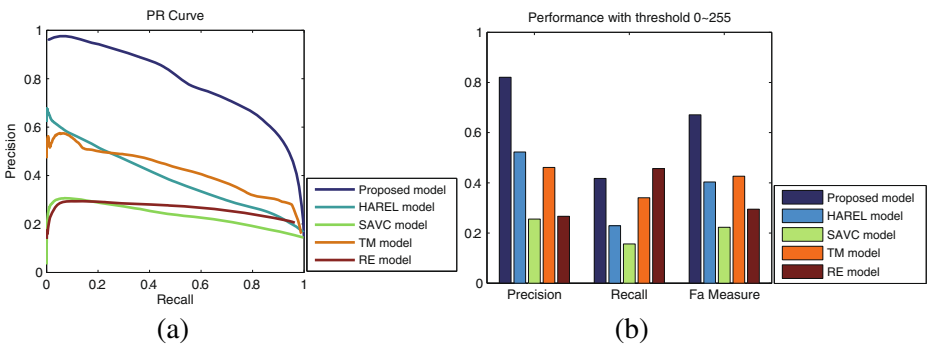 PR Curve
1
0.8
0.6
0.4
0.2
0
Precision
0 0.2 0.4 0.6 0.8 1
Recall
Proposed model
HAREL model
SAVC model
TM model
RE model
(a)
Performance with threshold 0~255
1
0.8
0.6
0.4
0.2
0
Precision Recall Fa Measure
Proposed model
HAREL model
SAVC model
TM model
RE model
(b)